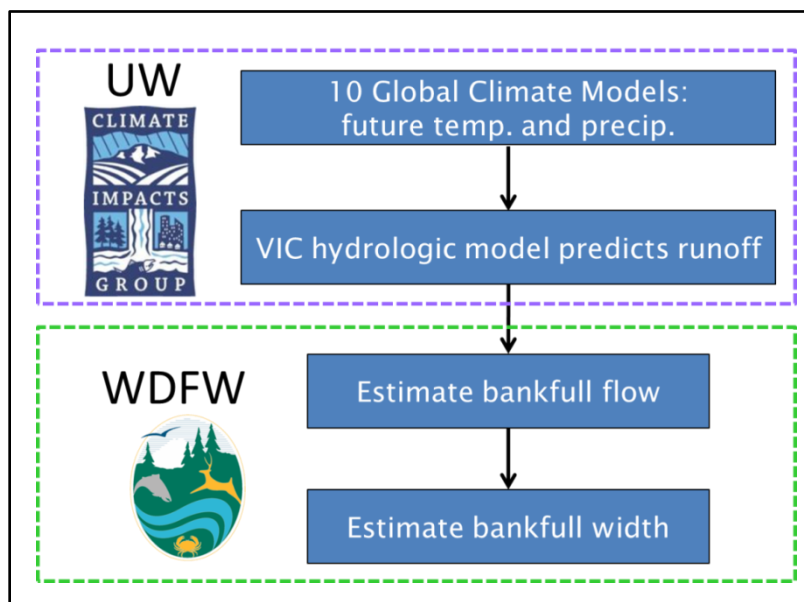 UW
CLIMATE
IMPACTS
GROUP
10 Global Climate Models:
future temp. and precip.
VIC hydrologic model predicts runoff
WDFW
Estimate bankfull flow
Estimate bankfull width